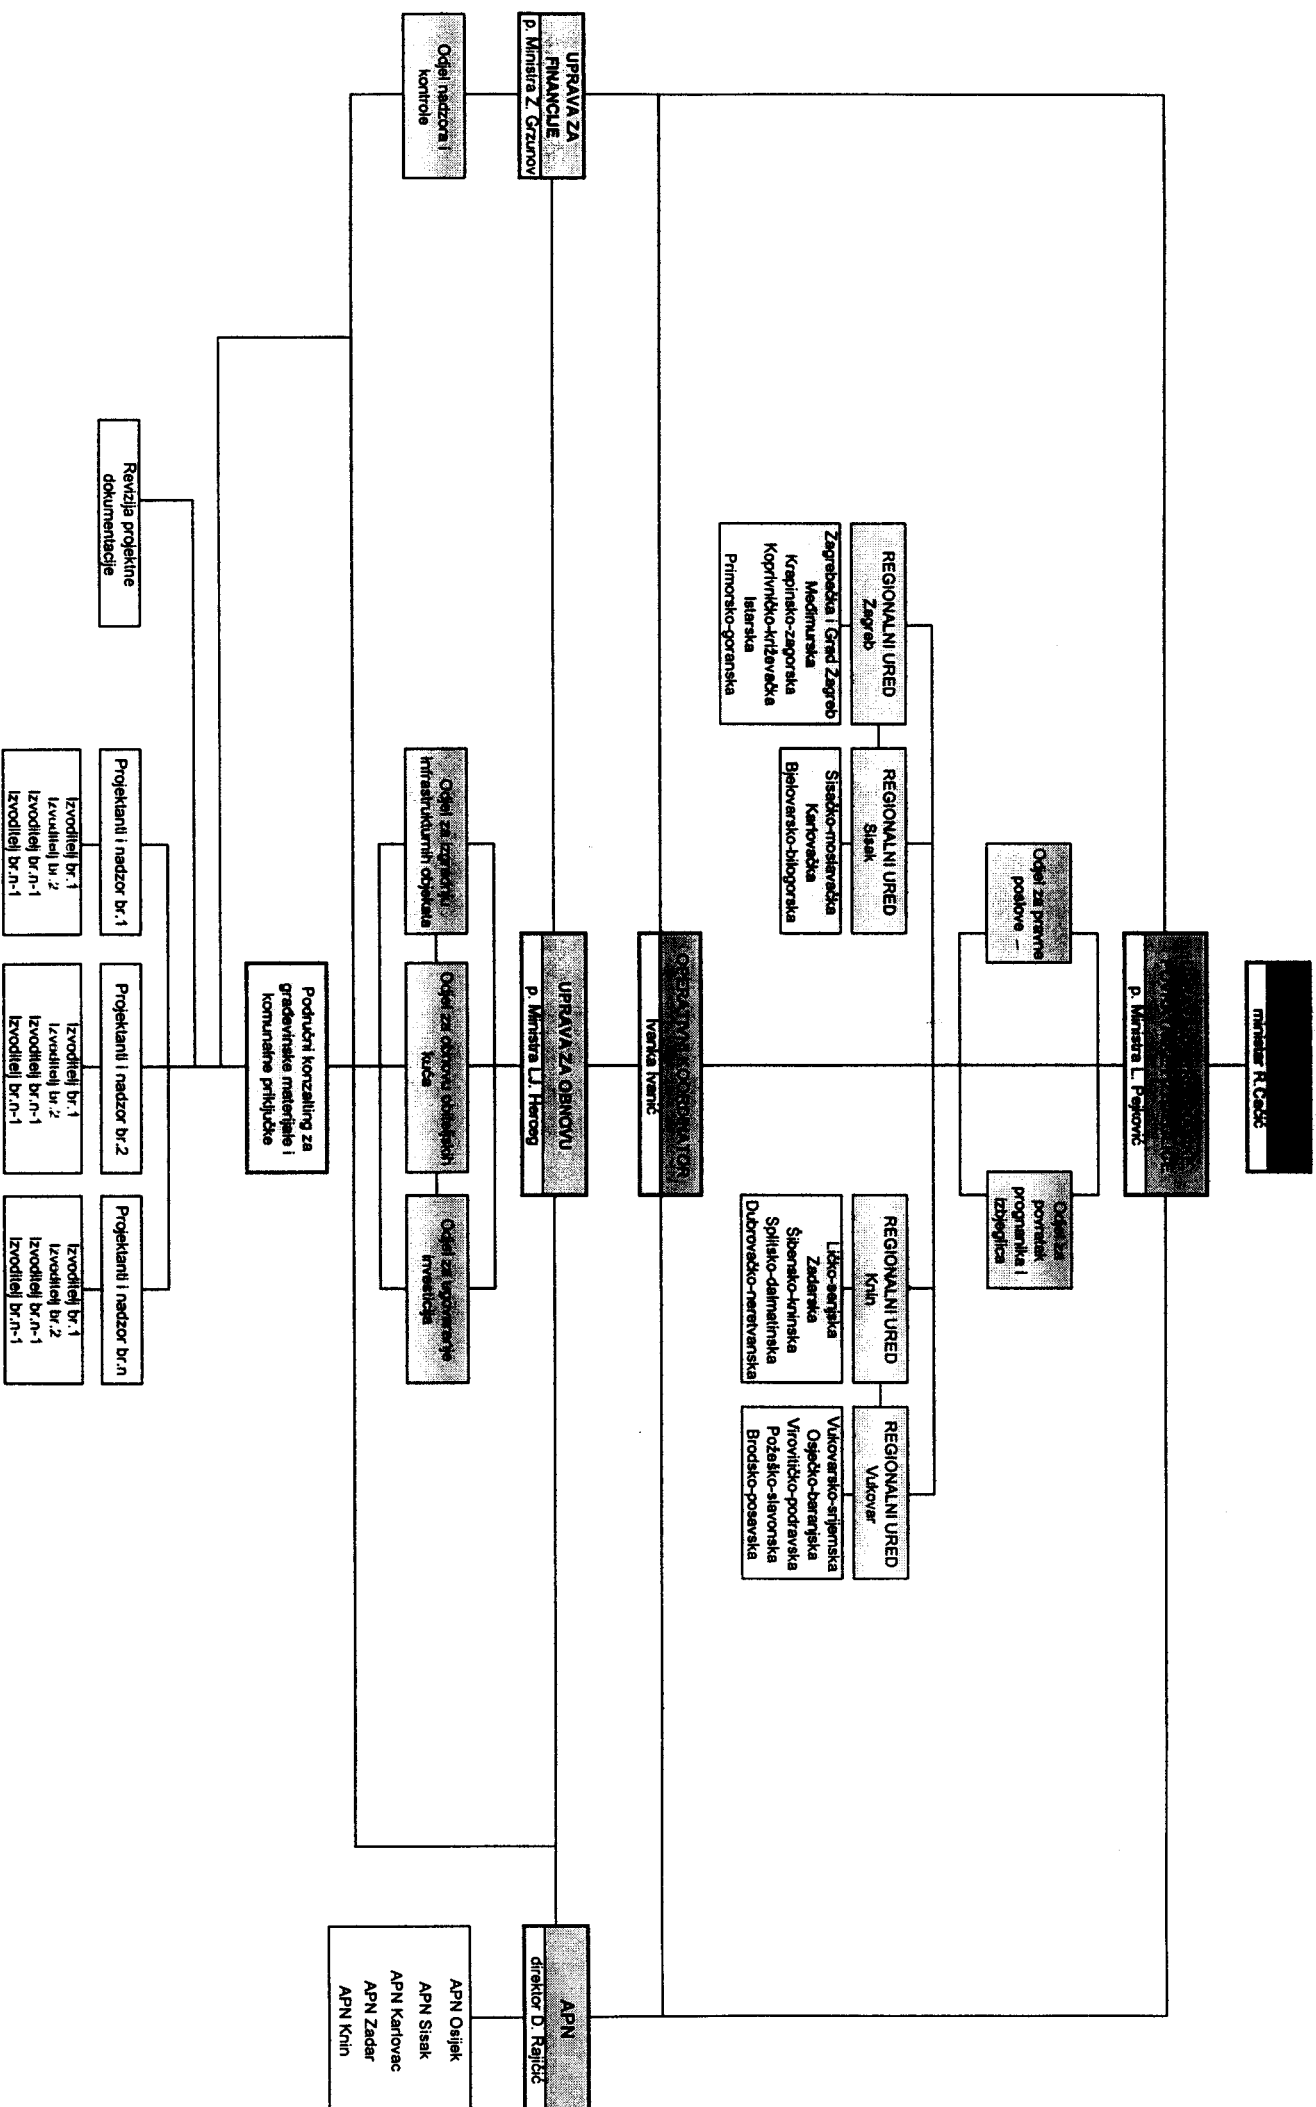 ministar R.Čačić
p. Ministra L. Pejković
Odjel za pravne
poslove –
Odjel za
povratak
prognanika i
izbjeglica
REGIONALNI URED
Zagreb
Zagrebačka i Grad Zagreb
Međimurska
Krapinsko-zagorska
Koprivničko-križevačka
Istarska
Primorsko-goranska
REGIONALNI URED
Sisak
Sisačko-moslavačka
Karlovačka
Bjelovarsko-bilogorska
REGIONALNI URED
Knin
Ličko-senjska
Zadarska
Šibensko-kninska
Splitsko-dalmatinska
Dubrovačko-neretvanska
REGIONALNI URED
Vukovar
Vukovarsko-srijemska
Osječko-baranjska
Virovitičko-podravska
Požeško-slavonska
Brodsko-posavska
OPERATIVNI KOORDINATOR
Ivanka Ivanić
UPRAVA ZA
FINANCIJE
p. Ministra Z. Grzunov
UPRAVA ZA OBNOVU
p. Ministra LJ. Herceg
APN
direktor D. Rajičić
Odjel nadzora i
kontrole
Odjel za izgradnju
infrastrukturnih objekata
Odjel za obnovu obiteljskih
kuća
Odjel za ugovaranje
investicija
APN Osijek
APN Sisak
APN Karlovac
APN Zadar
APN Knin
Područni konzalting za
građevinske materijale i
komunalne priključke
Revizija projektne
dokumentacije
Projektanti i nadzor br.1
Izvoditelj br.1
Izvoditelj br.2
Izvoditelj br.n-1
Izvoditelj br.n-1
Projektanti i nadzor br.2
Izvoditelj br.1
Izvoditelj br.2
Izvoditelj br.n-1
Izvoditelj br.n-1
Projektanti i nadzor br.n
Izvoditelj br.1
Izvoditelj br.2
Izvoditelj br.n-1
Izvoditelj br.n-1